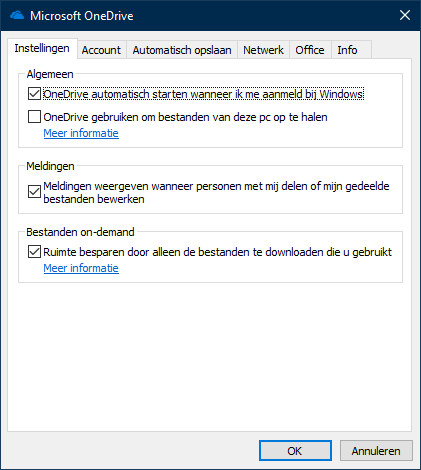 Microsoft OneDrive
Instellingen Account Automatisch opslaan Netwerk Office Info
Algemeen
OneDrive automatisch starten wanneer ik me aanmeld bij Windows
OneDrive gebruiken om bestanden van deze pc op te halen
Meer informatie
Meldingen
Meldingen weergeven wanneer personen met mij delen of mijn gedeelde
bestanden bewerken
Bestanden on-demand
Ruimte besparen door alleen de bestanden te downloaden die u gebruikt
Meer informatie
OK Annuleren